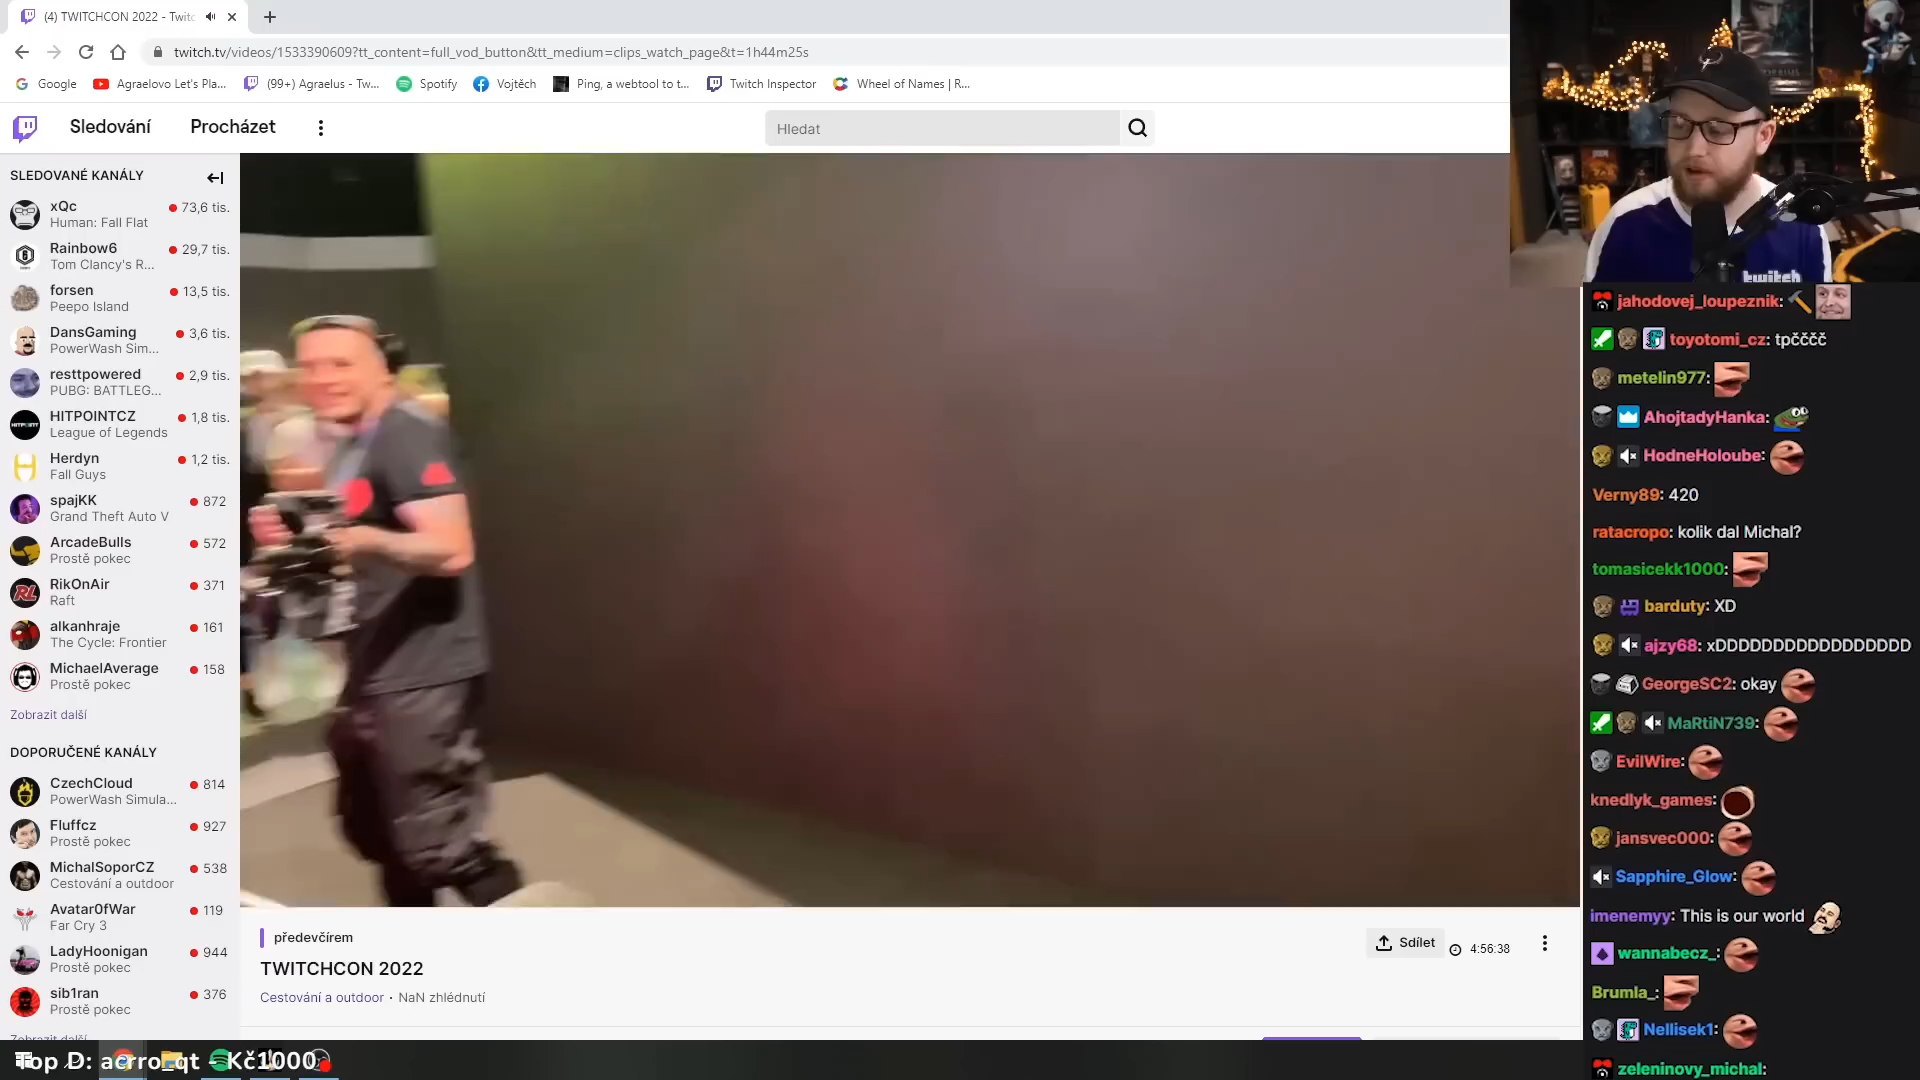 (4) TWITCHCON 2022 - Twitc
twitch.tv/videos/1533390609?tt_content=full_vod_button&tt_medium=clips_watch_page&t=1h44m25s
Google
Agraelovo Let's Pla...
(99+) Agraelus - Tw...
Spotify
Vojtěch
Ping, a webtool to t...
Twitch Inspector
Wheel of Names | R...
Sledování
Procházet
Hledat
SLEDOVANÉ KANÁLY
xQc
73,6 tis.
Human: Fall Flat
Rainbow6
29,7 tis.
Tom Clancy's R...
forsen
13,5 tis.
Peepo Island
DansGaming
3,6 tis.
PowerWash Sim...
resttpowered
2,9 tis.
PUBG: BATTLEG...
HITPOINTCZ
1,8 tis.
League of Legends
Herdyn
1,2 tis.
Fall Guys
spajKK
872
Grand Theft Auto V
ArcadeBulls
572
Prostě pokec
RikOnAir
371
Raft
alkanhraje
161
The Cycle: Frontier
MichaelAverage
158
Prostě pokec
Zobrazit další
DOPORUČENÉ KANÁLY
CzechCloud
814
PowerWash Simula...
Fluffcz
927
Prostě pokec
MichalSoporCZ
538
Cestování a outdoor
Avatar0fWar
119
Far Cry 3
LadyHoonigan
944
Prostě pokec
sib1ran
376
Prostě pokec
Zobrazit další
předevčírem
TWITCHCON 2022
Cestování a outdoor • NaN zhlédnutí
Sdílet
4:56:38
twitch
jahodovej_loupeznik:
toyotomi_cz: tpčččč
metelin977:
AhojtadyHanka:
HodneHoloube:
Verny89: 420
ratacropo: kolik dal Michal?
tomasicekk1000:
barduty: XD
ajzy68: xDDDDDDDDDDDDDDDDD
GeorgeSC2: okay
MaRtiN739:
EvilWire:
knedlyk_games:
jansvec000:
Sapphire_Glow:
imenemyy: This is our world
wannabecz_:
Brumla_:
Nellisek1:
zeleninovy_michal:
Top D: aerro_qt - Kč1000